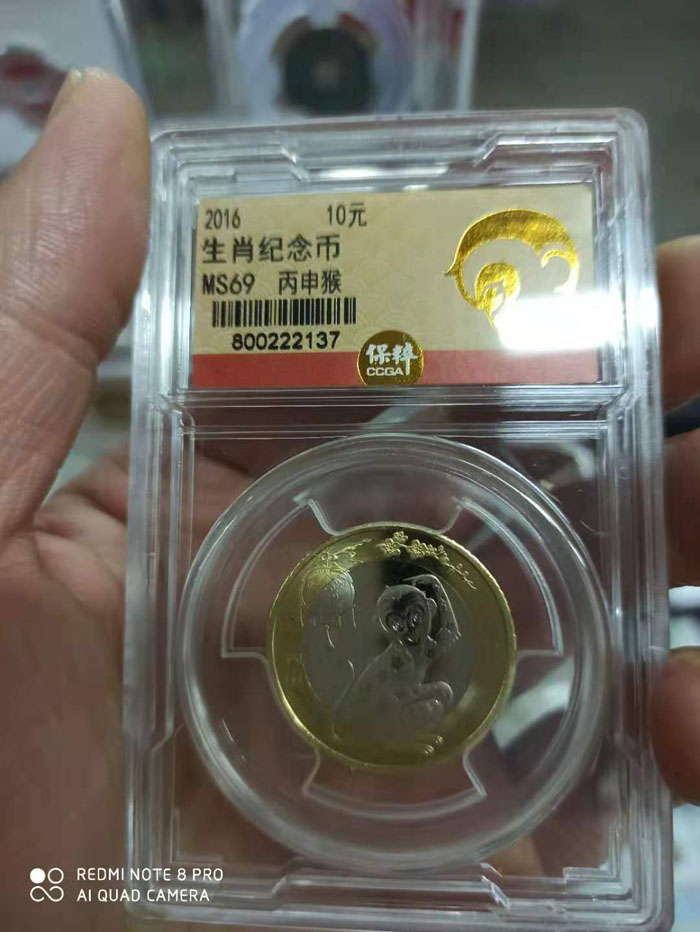 2016 10元
生肖纪念币
MS69 丙申猴
800222137
保粹
CCGA
REDMI NOTE 8 PRO
AI QUAD CAMERA